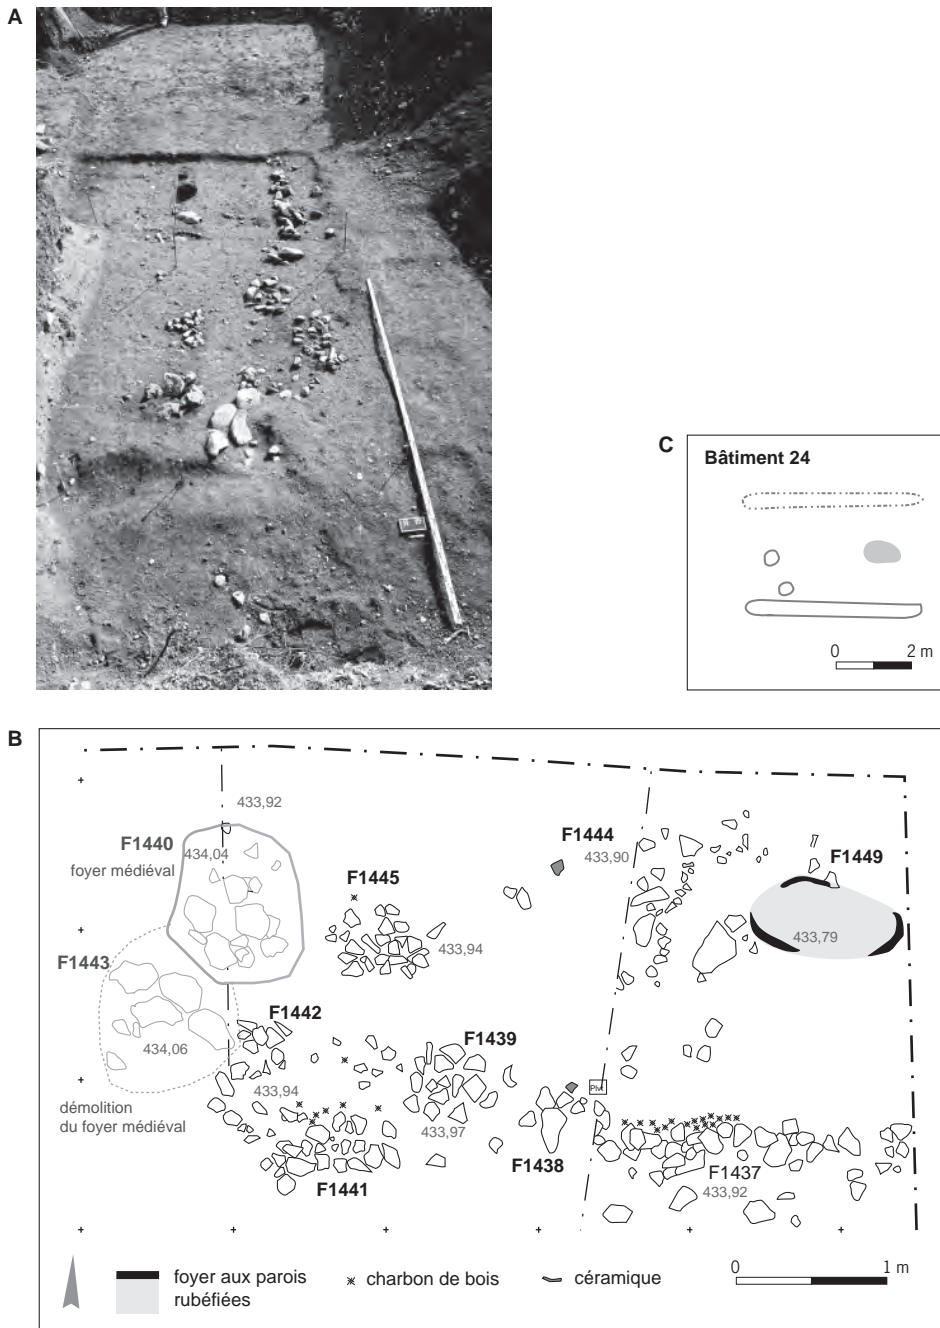 A
C
Bâtiment 24
0 2 m
B
433,92
F1440
434,04
foyer médiéval
F1444
433,90
F1445
F1449
433,94
433,79
F1443
F1442
F1439
434,06
433,94
433,97
démolition
du foyer médiéval
F1441
F1438
F1437
433,92
foyer aux parois
rubéfiées
charbon de bois
céramique
0 1 m